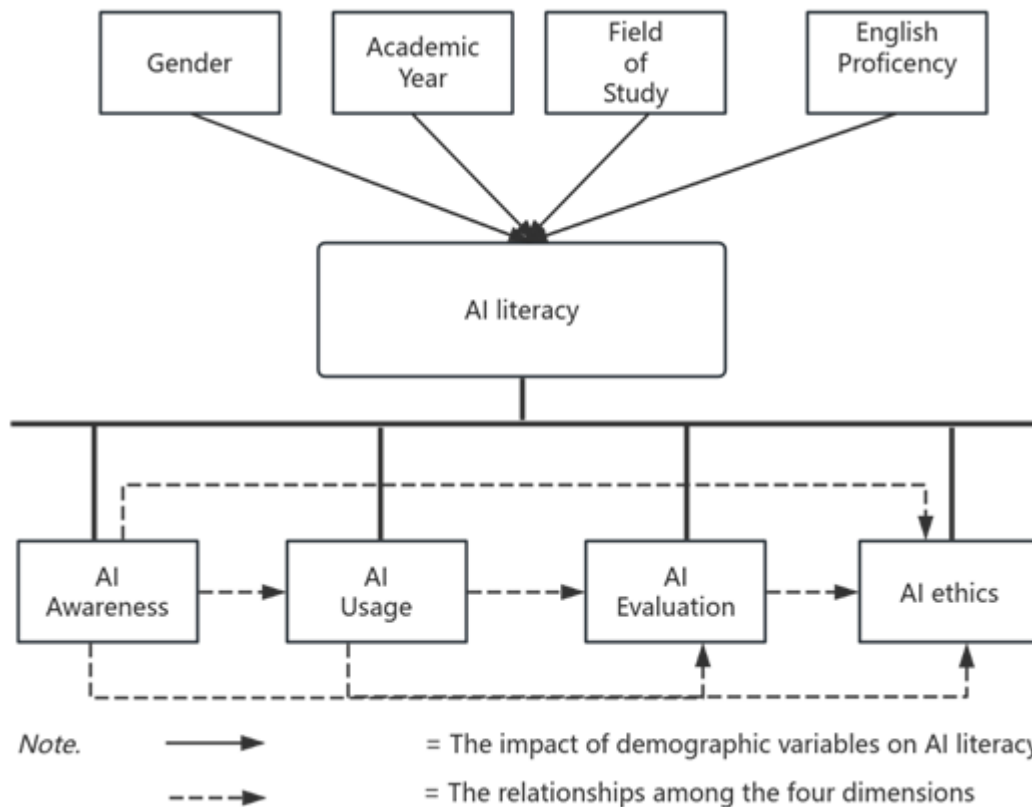 Gender
Academic
Year
Field
of
Study
English
Proficency
AI literacy
AI
Awareness
AI
Usage
AI
Evaluation
AI ethics
Note.
= The impact of demographic variables on AI literacy
= The relationships among the four dimensions